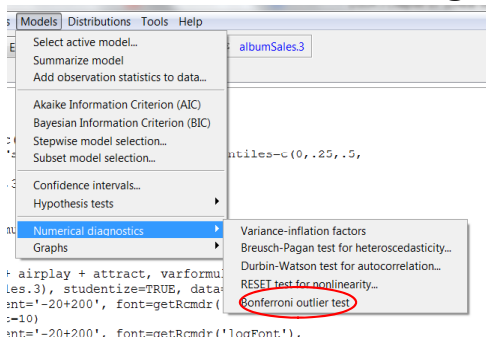 s Models Distributions Tools Help
E Select active model... albumSales.3
Summarize model
Add observation statistics to data...
Akaike Information Criterion (AIC)
Bayesian Information Criterion (BIC)
Stepwise model selection...
Subset model selection... ntiles=c(0,.25,.5,
Confidence intervals...
Hypothesis tests
Numerical diagnostics Variance-inflation factors
Graphs Breusch-Pagan test for heteroscedasticity...
Durbin-Watson test for autocorrelation...
+ airplay + attract, varformul
RESET test for nonlinearity...
les.3), studentize=TRUE, data=
Bonferroni outlier test
ent='-20+200', font=getRcmdr('
t=10)
ent='-20+200', font=getRcmdr('logFont'),